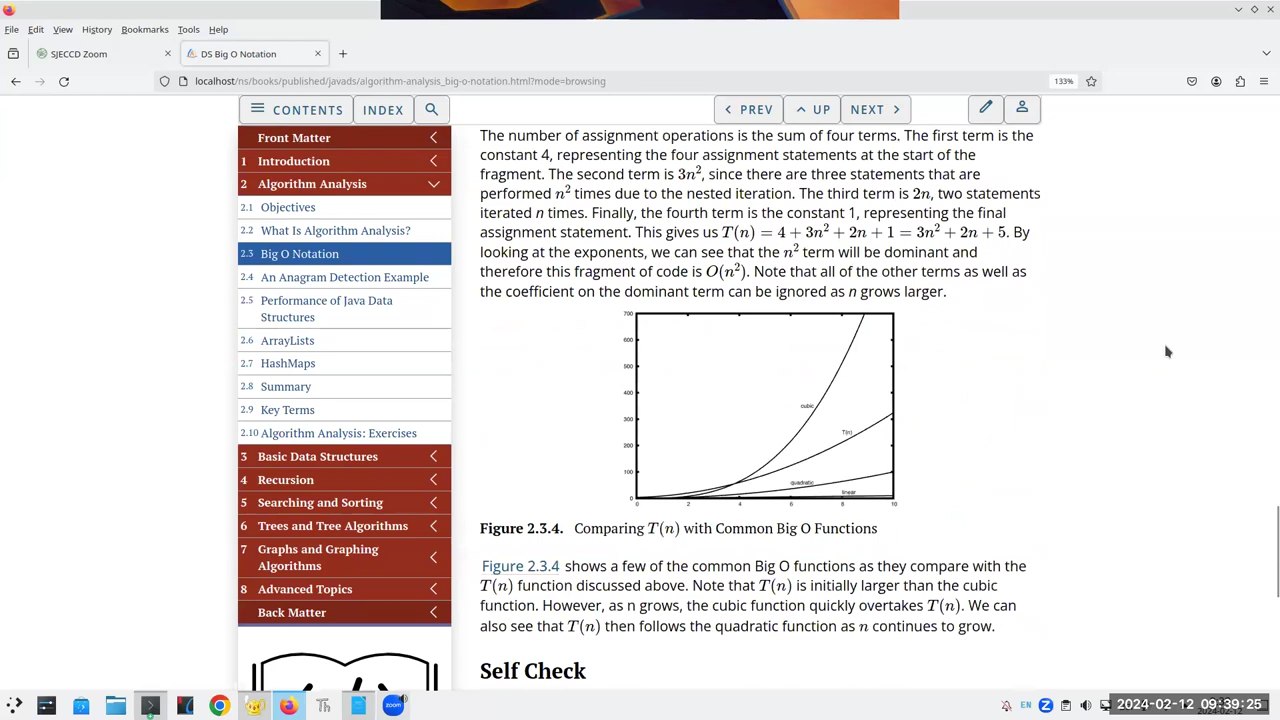 File Edit View History Bookmarks Tools Help
SJECCD Zoom
DS Big O Notation
localhost/ns/books/published/javads/algorithm-analysis_big-o-notation.html?mode=browsing
133%
CONTENTS INDEX PREV UP NEXT
Front Matter
1 Introduction
2 Algorithm Analysis
2.1 Objectives
2.2 What Is Algorithm Analysis?
2.3 Big O Notation
2.4 An Anagram Detection Example
2.5 Performance of Java Data
Structures
2.6 ArrayLists
2.7 HashMaps
2.8 Summary
2.9 Key Terms
2.10 Algorithm Analysis: Exercises
3 Basic Data Structures
4 Recursion
5 Searching and Sorting
6 Trees and Tree Algorithms
7 Graphs and Graphing
Algorithms
8 Advanced Topics
Back Matter
The number of assignment operations is the sum of four terms. The first term is the
constant 4, representing the four assignment statements at the start of the
fragment. The second term is 3n², since there are three statements that are
performed n² times due to the nested iteration. The third term is 2n, two statements
iterated n times. Finally, the fourth term is the constant 1, representing the final
assignment statement. This gives us T(n) = 4 + 3n² + 2n + 1 = 3n² + 2n + 5. By
looking at the exponents, we can see that the n² term will be dominant and
therefore this fragment of code is O(n²). Note that all of the other terms as well as
the coefficient on the dominant term can be ignored as n grows larger.
700
600
500
400
300
200
100
0
0 2 4 6 8 10
cubic
T(n)
quadratic
linear
Figure 2.3.4. Comparing T(n) with Common Big O Functions
Figure 2.3.4 shows a few of the common Big O functions as they compare with the
T(n) function discussed above. Note that T(n) is initially larger than the cubic
function. However, as n grows, the cubic function quickly overtakes T(n). We can
also see that T(n) then follows the quadratic function as n continues to grow.
Self Check
Th
zoom
EN
Z
2024-02-12 09:39:25